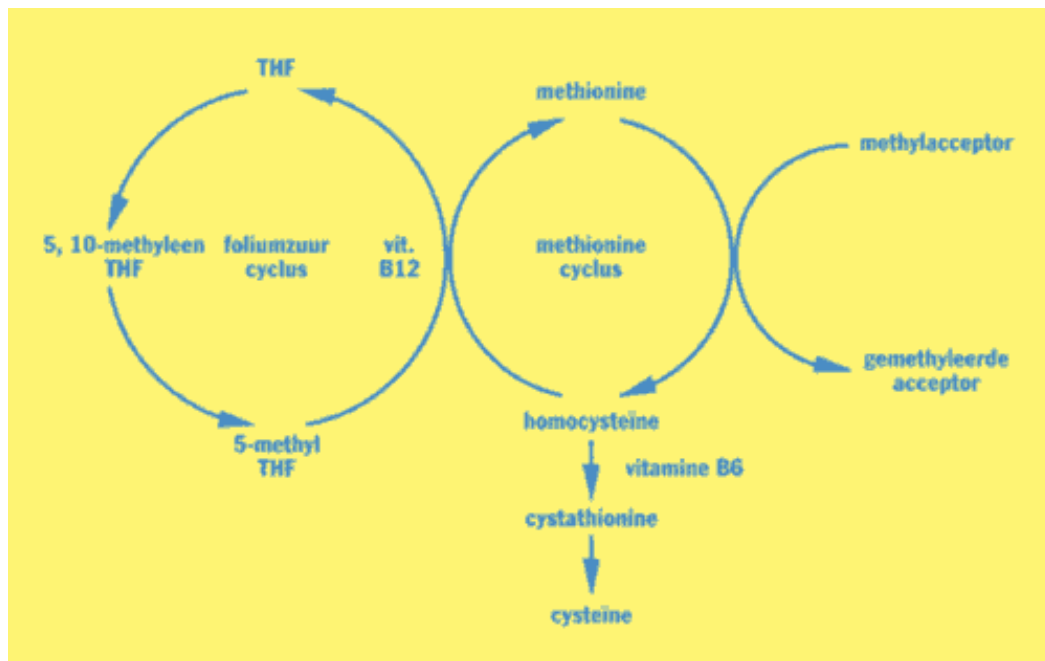 THF
methionine
methylacceptor
5, 10-methyleen
THF
foliumzuur
cyclus
vit.
B12
methionine
cyclus
gemethyleerde
acceptor
homocysteïne
5-methyl
THF
vitamine B6
cystathionine
cysteïne